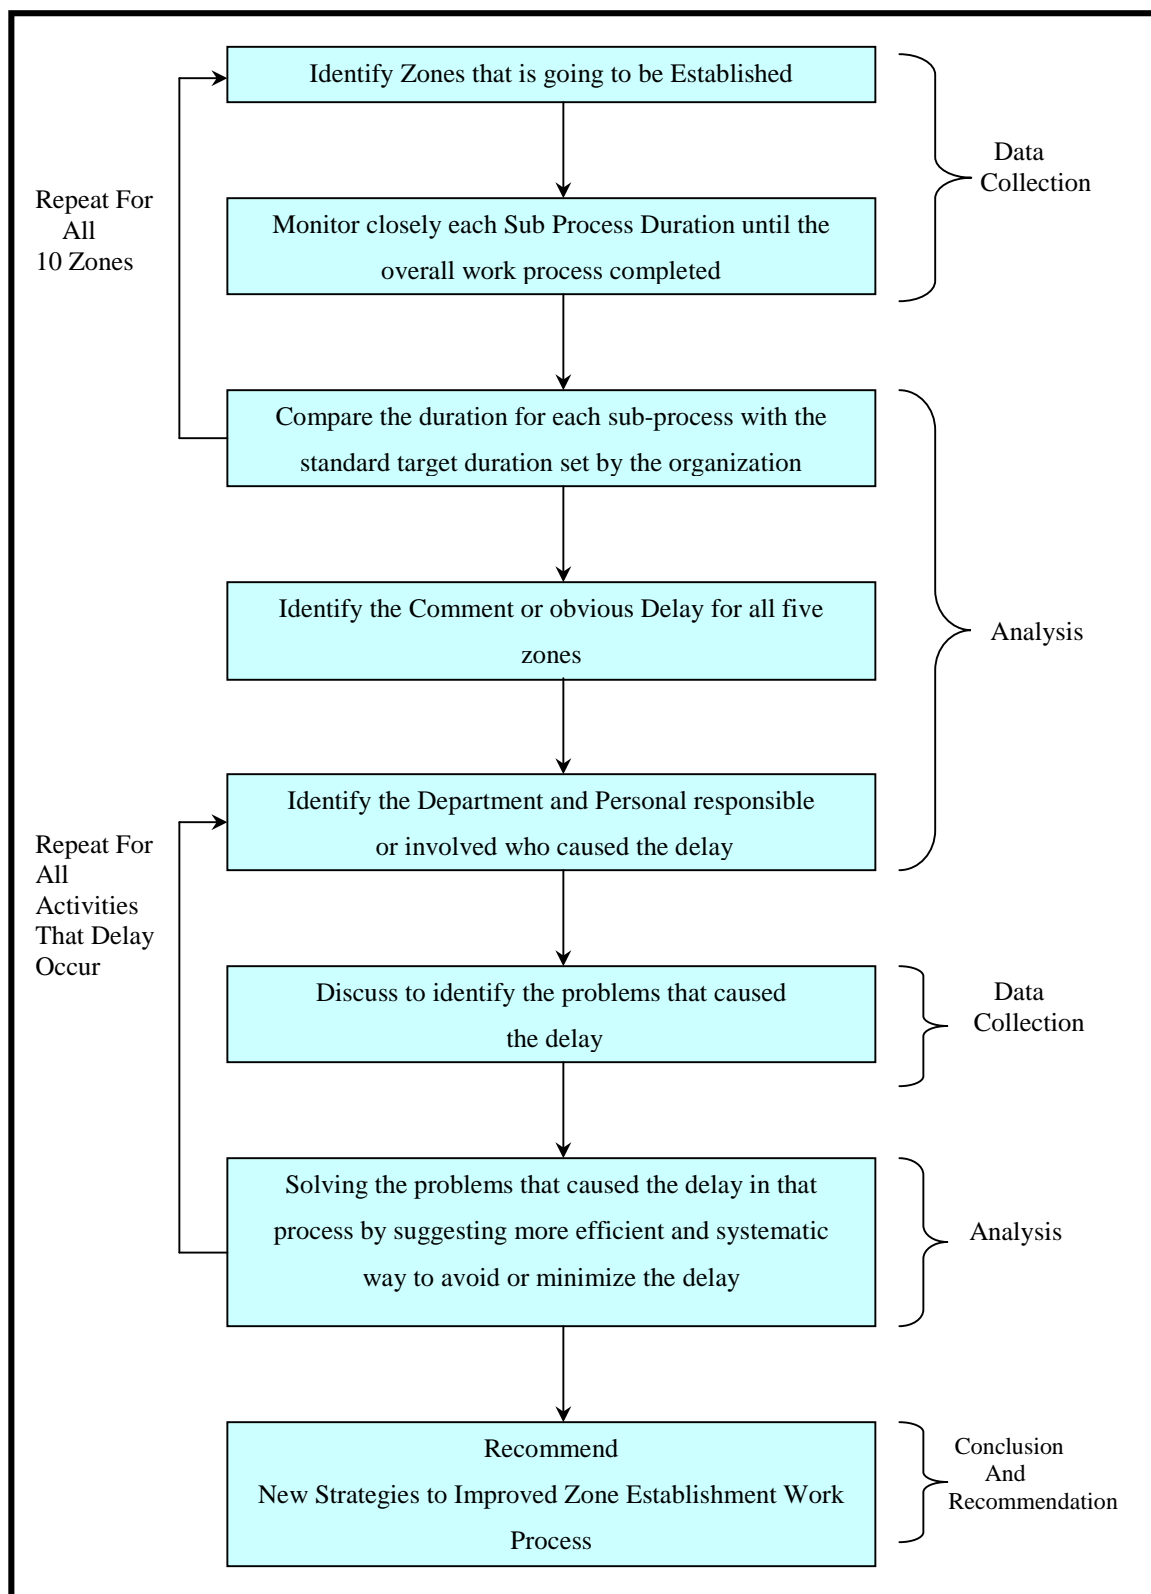 Identify Zones that is going to be Established
Data
Collection
Repeat For
All
10 Zones
Monitor closely each Sub Process Duration until the
overall work process completed
Compare the duration for each sub-process with the
standard target duration set by the organization
Identify the Comment or obvious Delay for all five
zones
Analysis
Identify the Department and Personal responsible
or involved who caused the delay
Repeat For
All
Activities
That Delay
Occur
Discuss to identify the problems that caused
the delay
Data
Collection
Solving the problems that caused the delay in that
process by suggesting more efficient and systematic
way to avoid or minimize the delay
Analysis
Recommend
New Strategies to Improved Zone Establishment Work
Process
Conclusion
And
Recommendation